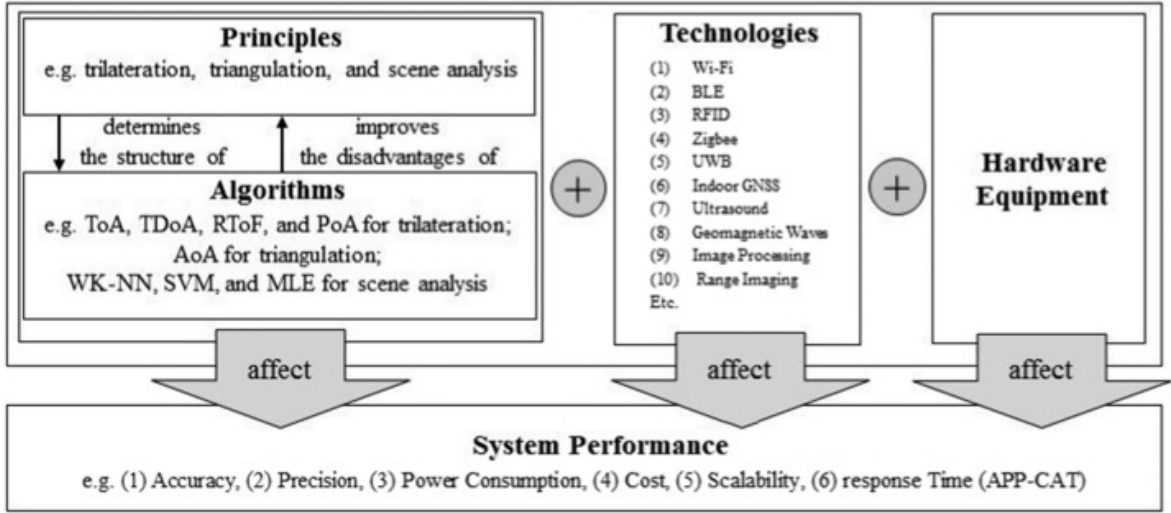 Principles
e.g. trilateration, triangulation, and scene analysis
determines
the structure of
improves
the disadvantages of
Algorithms
e.g. ToA, TDoA, RToF, and PoA for trilateration;
AoA for triangulation;
WK-NN, SVM, and MLE for scene analysis
+
Technologies
(1) Wi-Fi
(2) BLE
(3) RFID
(4) Zigbee
(5) UWB
(6) Indoor GNSS
(7) Ultrasound
(8) Geomagnetic Waves
(9) Image Processing
(10) Range Imaging
Etc.
+
Hardware
Equipment
affect
affect
affect
System Performance
e.g. (1) Accuracy, (2) Precision, (3) Power Consumption, (4) Cost, (5) Scalability, (6) response Time (APP-CAT)